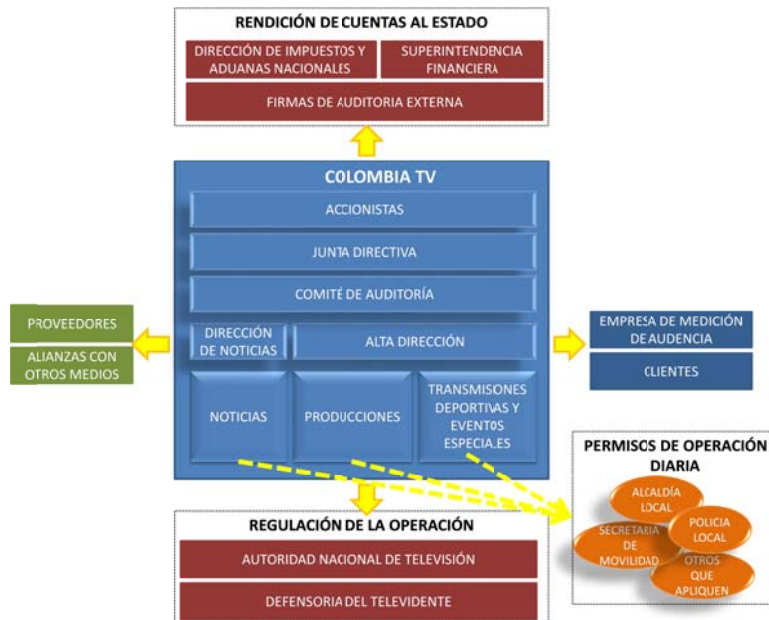 RENDICIÓN DE CUENTAS AL ESTADO
DIRECCIÓN DE IMPUESTOS Y
ADUANAS NACIONALES
SUPERINTENDENCIA
FINANCIERA
FIRMAS DE AUDITORIA EXTERNA
COLOMBIA TV
ACCIONISTAS
JUNTA DIRECTIVA
COMITÉ DE AUDITORÍA
DIRECCIÓN
DE NOTICIAS
ALTA DIRECCIÓN
NOTICIAS
PRODUCCIONES
TRANSMISONES
DEPORTIVAS Y
EVENTOS
ESPECIALES
PROVEEDORES
ALIANZAS CON
OTROS MEDIOS
EMPRESA DE MEDICIÓN
DE AUDENCIA
CLIENTES
PERMISOS DE OPERACIÓN
DIARIA
ALCALDÍA
LOCAL
POLICIA
LOCAL
SECRETARIA
DE
MOVILIDAD
OTROS
QUE
APLIQUEN
REGULACIÓN DE LA OPERACIÓN
AUTORIDAD NACIONAL DE TELEVISIÓN
DEFENSORIA DEL TELEVIDENTE